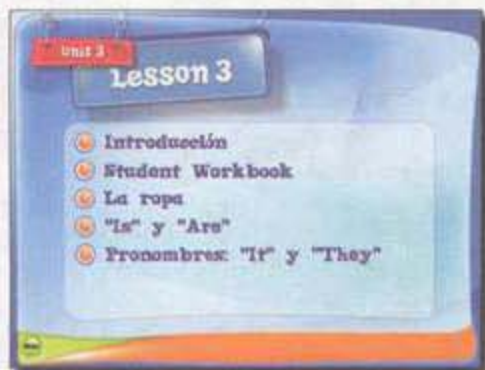 Unit 3
Lesson 3
Introducción
Student Workbook
La ropa
"Is" y "Are"
Pronombres: "It" y "They"